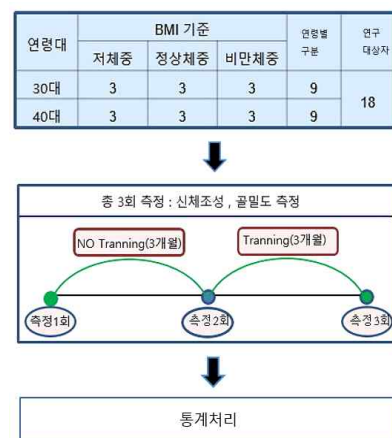 연령대 BMI 기준 연령별 구분 연구 대상자
저체중 정상체중 비만체중
30대 3 3 3 9 18
40대 3 3 3 9
총 3회 측정 : 신체조성 , 골밀도 측정
NO Tranning(3개월) Tranning(3개월)
측정1회 측정2회 측정3회
통계처리